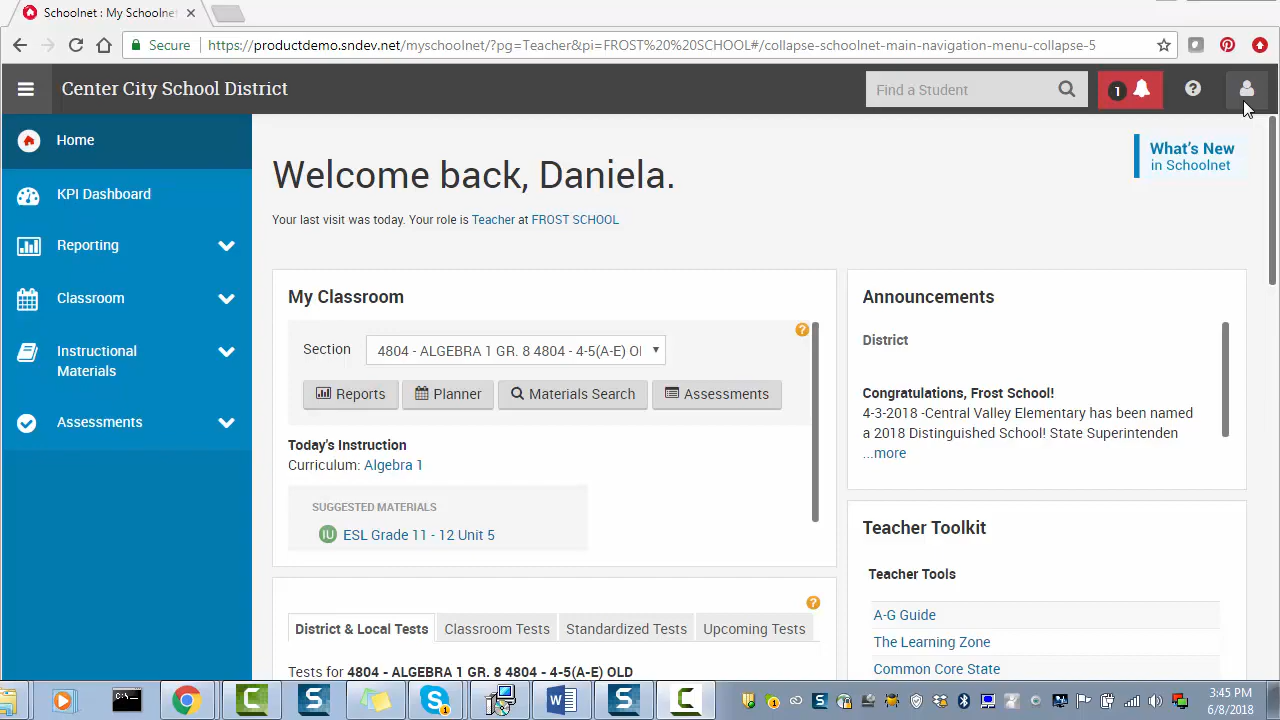 Schoolnet : My Schoolnet
Secure
https://productdemo.sndev.net/myschoolnet/?ng=Teacher&pi=FROST%20%20SCHOOL#/collapse-schoolnet-main-navigation-menu-collapse-5
Center City School District
Find a Student
1
Home
KPI Dashboard
Reporting
Classroom
Instructional
Materials
Assessments
What's New
in Schoolnet
Welcome back, Daniela.
Your last visit was today. Your role is Teacher at FROST SCHOOL
My Classroom
Section
4804 - ALGEBRA 1 GR. 8 4804 - 4-5(A-E) Ol
Reports
Planner
Materials Search
Assessments
Today's Instruction
Curriculum: Algebra 1
SUGGESTED MATERIALS
IU ESL Grade 11 - 12 Unit 5
District & Local Tests
Classroom Tests
Standardized Tests
Upcoming Tests
Tests for 4804 - ALGEBRA 1 GR. 8 4804 - 4-5(A-E) OLD
Announcements
District
Congratulations, Frost School!
4-3-2018 -Central Valley Elementary has been named
a 2018 Distinguished School! State Superintenden
...more
Teacher Toolkit
Teacher Tools
A-G Guide
The Learning Zone
Common Core State
3:45 PM
6/8/2018